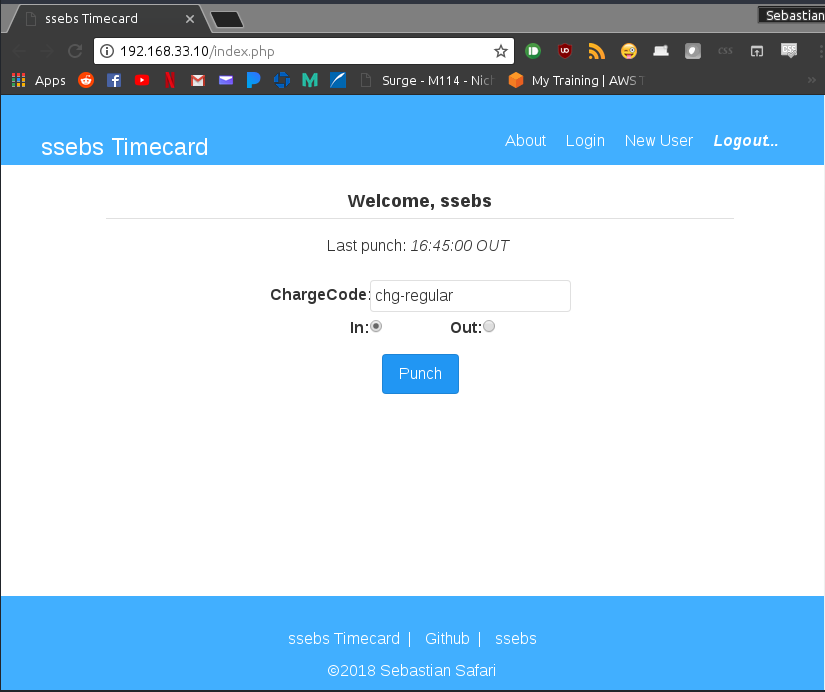 ssebs Timecard
Sebastian
192.168.33.10/index.php
Apps
Surge - M114 - Nich
My Training | AWS T
ssebs Timecard
About Login New User Logout..
Welcome, ssebs
Last punch: 16:45:00 OUT
ChargeCode: chg-regular
In: Out:
Punch
ssebs Timecard | Github | ssebs
©2018 Sebastian Safari